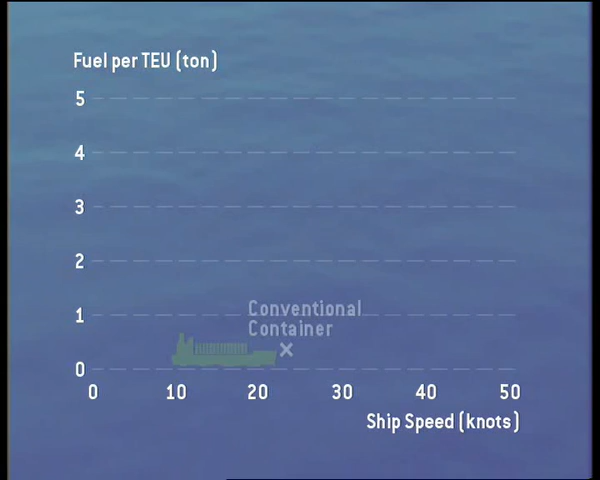 Fuel per TEU (ton)
5
4
3
2
1
Conventional
Container
0
0 10 20 30 40 50
Ship Speed (knots)